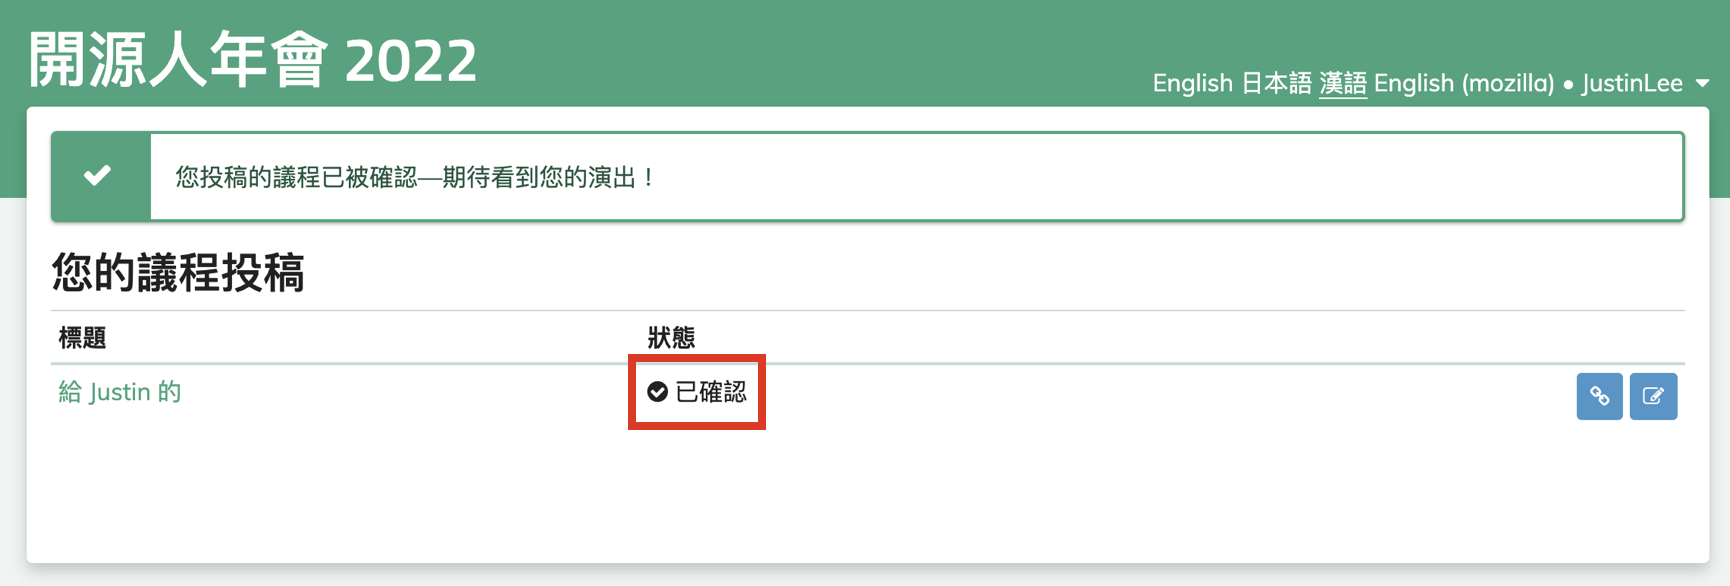 開源人年會 2022
English 日本語 漢語 English (mozilla) • JustinLee
您投稿的議程已被確認—期待看到您的演出！
您的議程投稿
標題 狀態
給 Justin 的 已確認